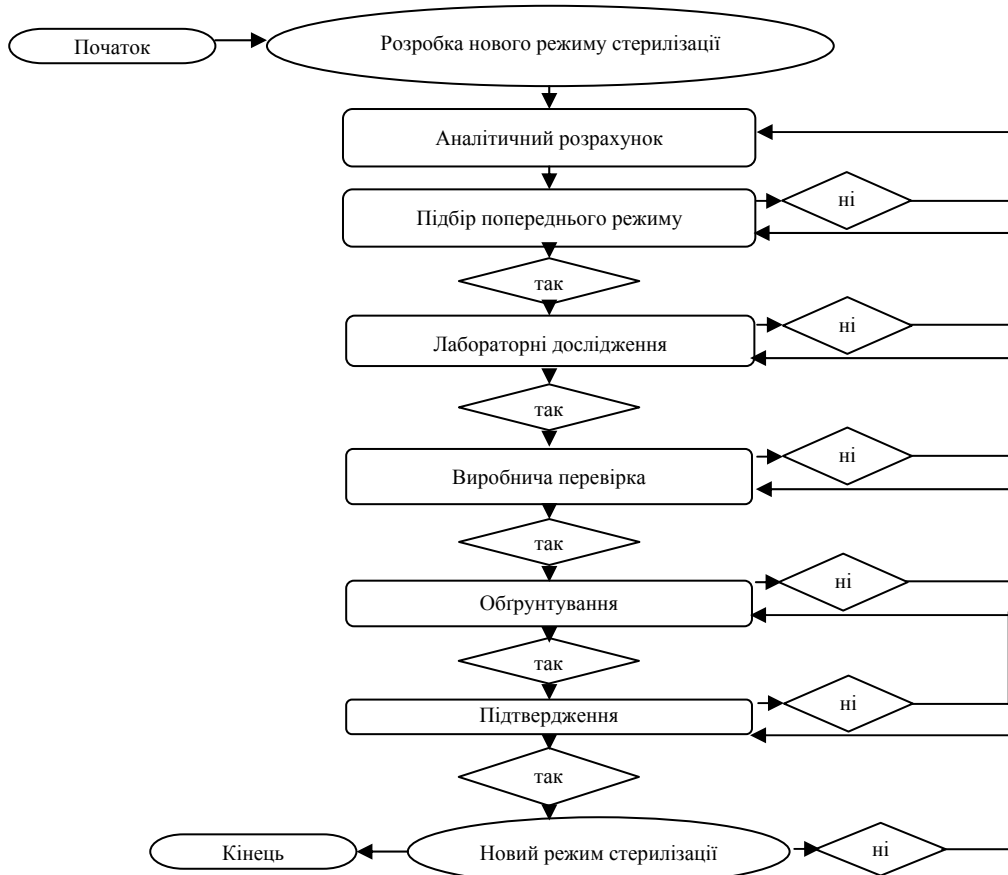 Початок
Розробка нового режиму стерилізації
Аналітичний розрахунок
Підбір попереднього режиму
ні
так
Лабораторні дослідження
ні
так
Виробнича перевірка
ні
так
Обґрунтування
ні
так
Підтвердження
ні
так
Кінець
Новий режим стерилізації
ні